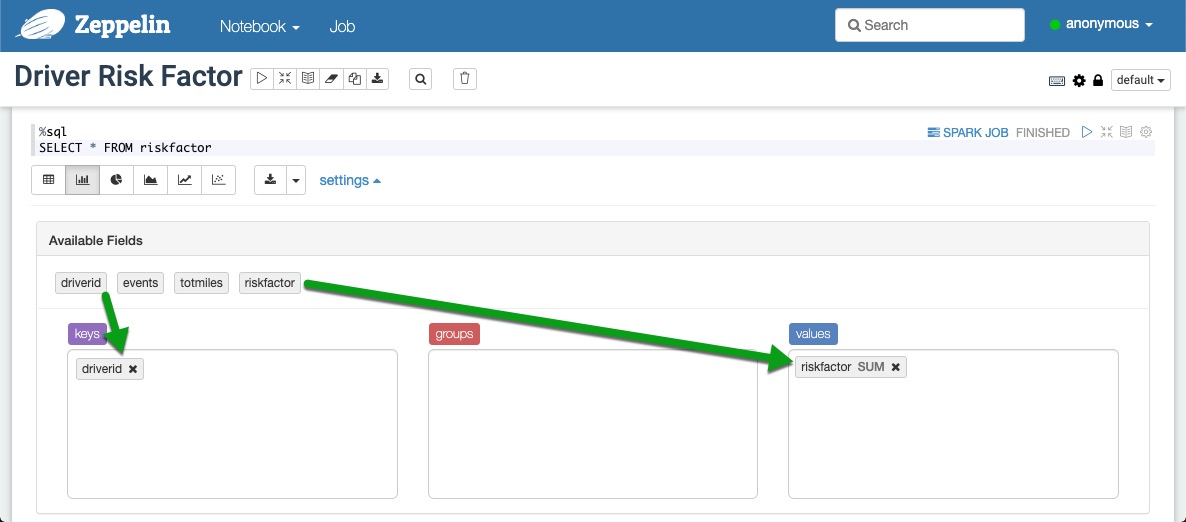 Zeppelin Notebook Job Search anonymous
Driver Risk Factor default
%sql SPARK JOB FINISHED
SELECT * FROM riskfactor
settings
Available Fields
driverid events totmiles riskfactor
keys groups values
driverid riskfactor SUM